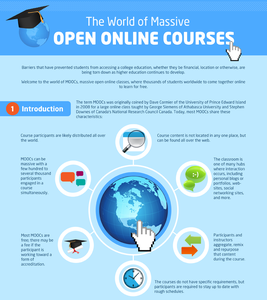 The World of Massive
OPEN ONLINE COURSES
Barriers that have prevented students from accessing a college education, whether they be financial, location or otherwise, are
being torn down as higher education continues to develop.
Welcome to the world of MOOCs, massive open online classes, where thousands of students worldwide to come together online
to learn for free.
1 Introduction
The term MOOCs was originally coined by Dave Cormier of the University of Prince Edward Island
in 2008 for a large online class taught by George Siemens of Athabasca University and Stephen
Downes of Canada's National Research Council Canada. Today, most MOOCs share these
characteristics.
Course participants are likely distributed all over
the world.
Course content is not located in any one place, but
can be found all over the web.
MOOCs can be
massive with a
few hundred to
several thousand
participants
engaged in a
course
simultaneously.
The classroom is
one of many hubs
where interaction
occurs, including
personal blogs or
portfolios, web-
sites, social
networking sites,
and more.
Most MOOCs are
free; there may be
a fee if the
participant is
working toward a
form of
accreditation.
Participants and
instructors
aggregate, remix
and repurpose
that content
during the course.
The courses do not have specific requirements, but
participants are required to stay up to date with
rough schedules.